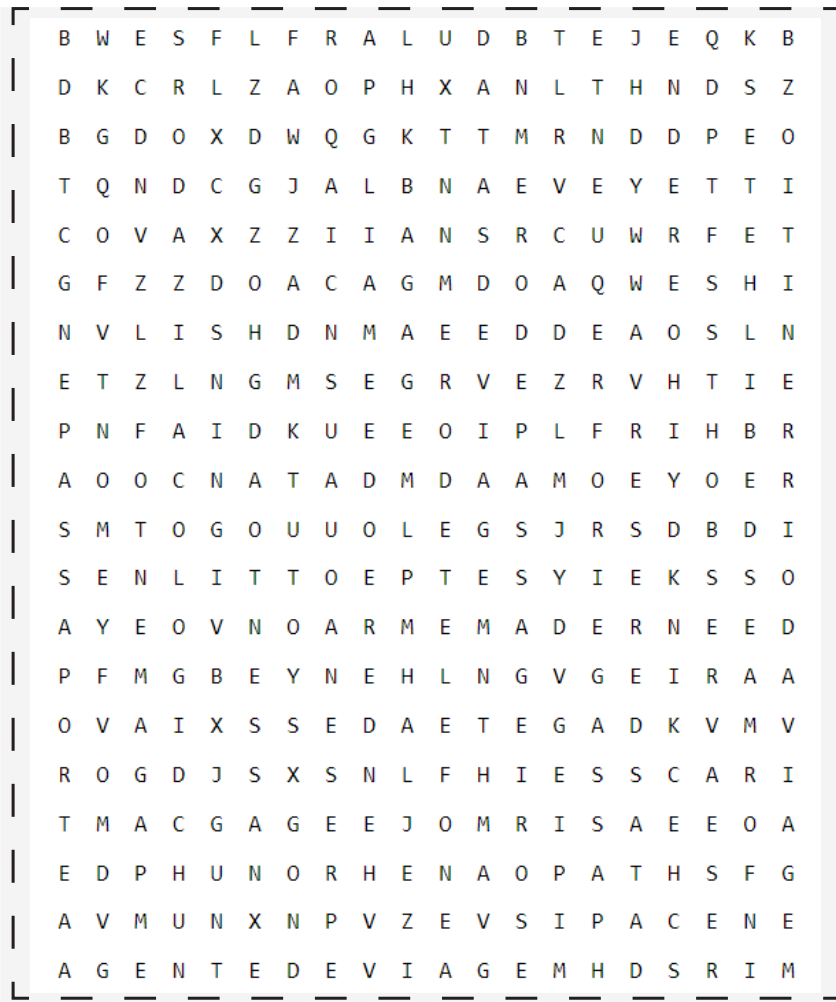 B W E S F L F R A L U D B T E J E Q K B
D K C R L Z A O P H X A N L T H N D S Z
B G D O X D W Q G K T T M R N D D P E O
T Q N D C G J A L B N A E V E Y E T T I
C O V A X Z Z I I A N S R C U W R F E T
G F Z Z D O A C A G M D O A Q W E S H I
N V L I S H D N M A E E D D E A O S L N
E T Z L N G M S E G R V E Z R V H T I E
P N F A I D K U E E O I P L F R I H B R
A O O C N A T A D M D A A M O E Y O E R
S M T O G O U U O L E G S J R S D B D I
S E N L I T T O E P T E S Y I E K S S O
A Y E O V N O A R M E M A D E R N E E D
P F M G B E Y N E H L N G V G E I R A A
O V A I X S S E D A E T E G A D K V M V
R O G D J S X S N L F H I E S S C A R I
T M A C G A G E E J O M R I S A E E O A
E D P H U N O R H E N A O P A T H S F G
A V M U N X N P V Z E V S I P A C E N E
A G E N T E D E V I A G E M H D S R I M